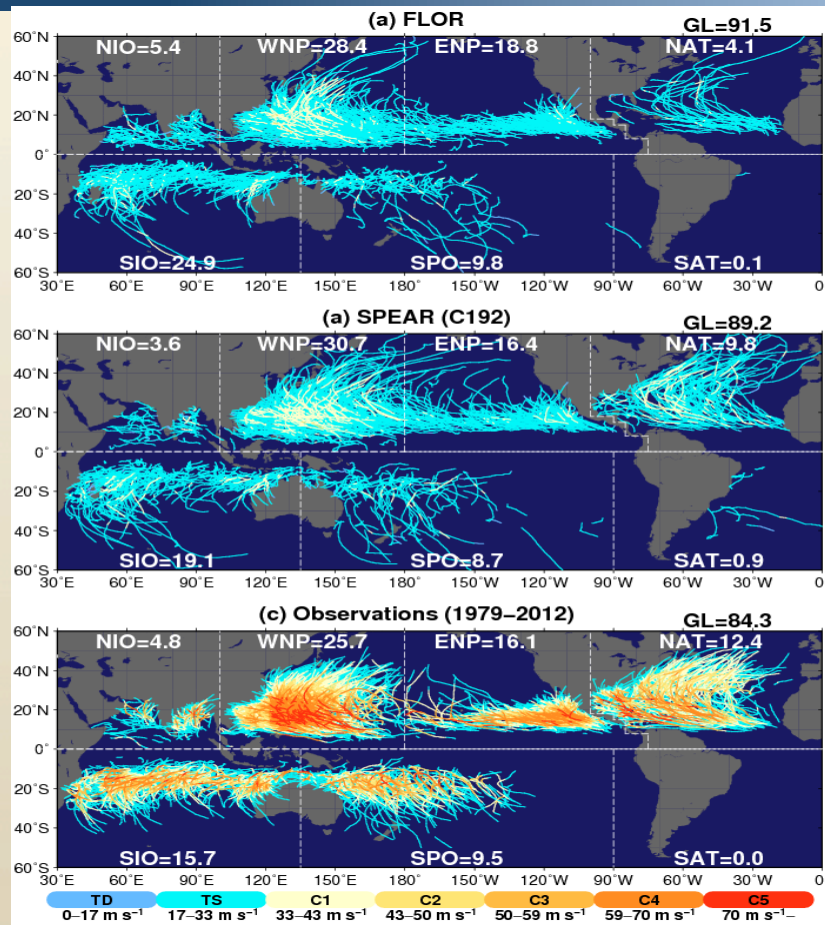 (a) FLOR
GL=91.5
60°N NIO=5.4 WNP=28.4 ENP=18.8 NAT=4.1
40°N
20°N
0°
20°S
40°S
60°S SIO=24.9 SPO=9.8 SAT=0.1
30°E 60°E 90°E 120°E 150°E 180° 150°W 120°W 90°W 60°W 30°W 0°
(a) SPEAR (C192)
GL=89.2
60°N NIO=3.6 WNP=30.7 ENP=16.4 NAT=9.8
40°N
20°N
0°
20°S
40°S
60°S SIO=19.1 SPO=8.7 SAT=0.9
30°E 60°E 90°E 120°E 150°E 180° 150°W 120°W 90°W 60°W 30°W 0°
(c) Observations (1979–2012)
GL=84.3
60°N NIO=4.8 WNP=25.7 ENP=16.1 NAT=12.4
40°N
20°N
0°
20°S
40°S
60°S SIO=15.7 SPO=9.5 SAT=0.0
30°E 60°E 90°E 120°E 150°E 180° 150°W 120°W 90°W 60°W 30°W 0
TD TS C1 C2 C3 C4 C5
0–17 m s⁻¹ 17–33 m s⁻¹ 33–43 m s⁻¹ 43–50 m s⁻¹ 50–59 m s⁻¹ 59–70 m s⁻¹ 70 m s⁻¹–